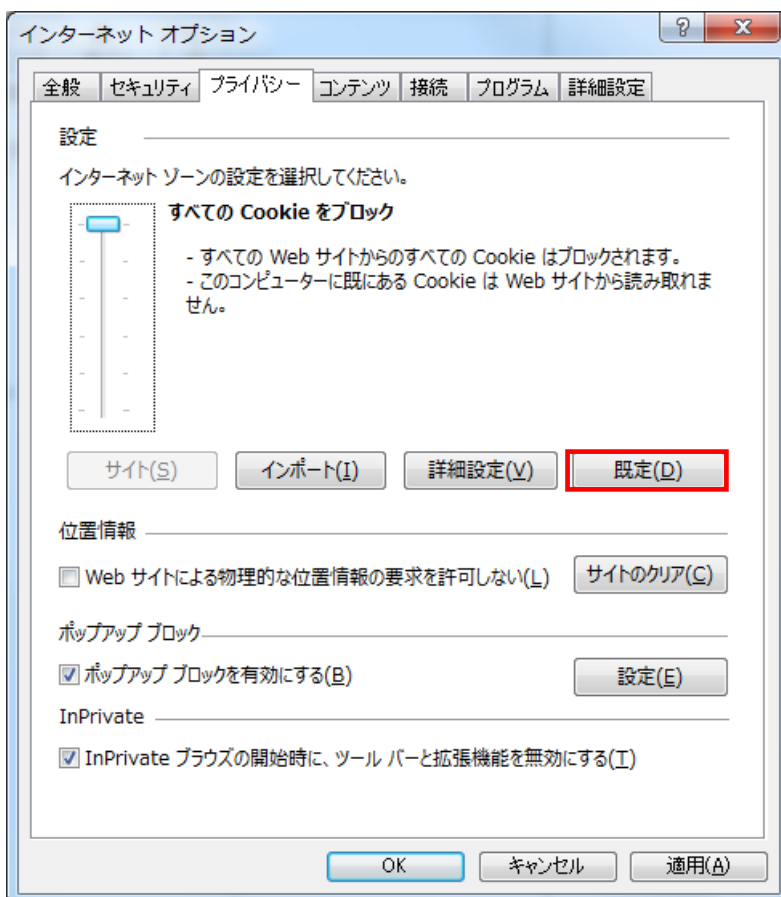 インターネット オプション
全般 セキュリティ プライバシー コンテンツ 接続 プログラム 詳細設定
設定
インターネット ゾーンの設定を選択してください。
すべての Cookie をブロック
- すべての Web サイトからのすべての Cookie はブロックされます。
- このコンピューターに既にある Cookie は Web サイトから読み取れま
せん。
サイト(S) インポート(I) 詳細設定(V) 既定(D)
位置情報
Web サイトによる物理的な位置情報の要求を許可しない(L) サイトのクリア(C)
ポップアップ ブロック
ポップアップ ブロックを有効にする(B) 設定(E)
InPrivate
InPrivate ブラウズの開始時に、ツール バーと拡張機能を無効にする(T)
OK キャンセル 適用(A)